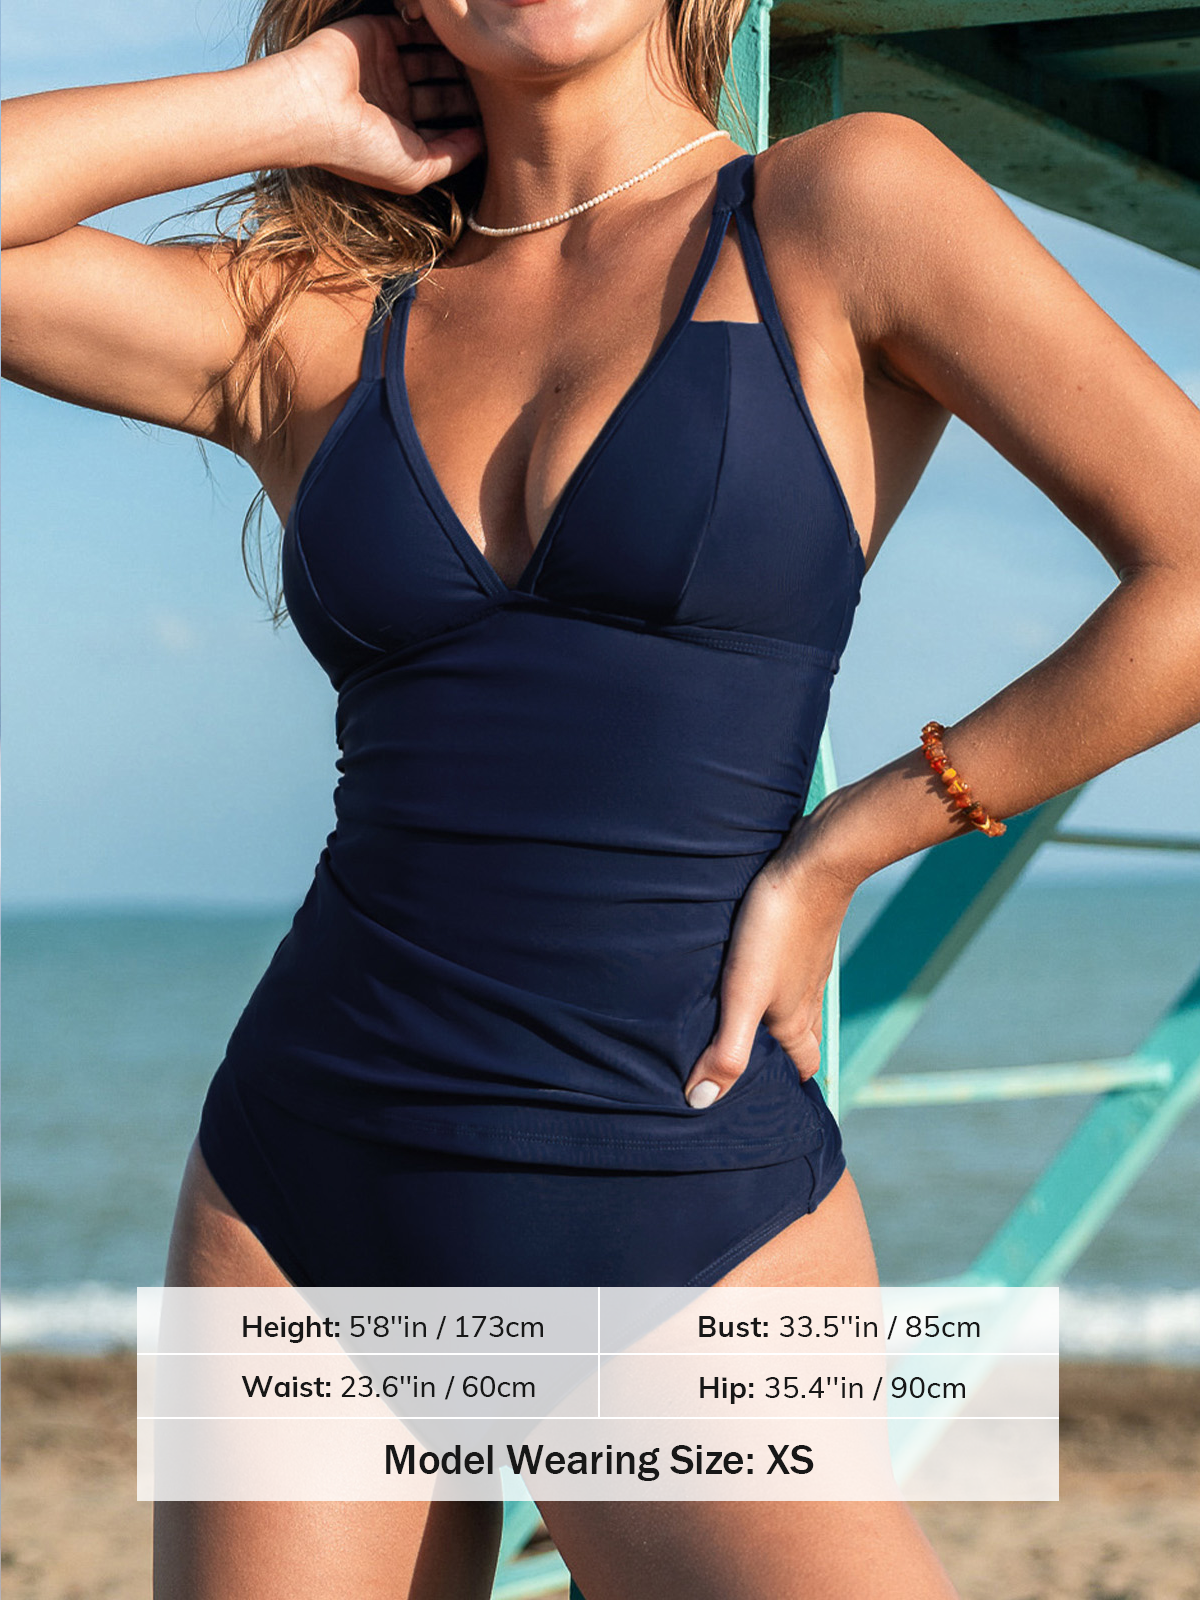 Height: 5'8''in / 173cm
Bust: 33.5''in / 85cm
Waist: 23.6''in / 60cm
Hip: 35.4''in / 90cm
Model Wearing Size: XS